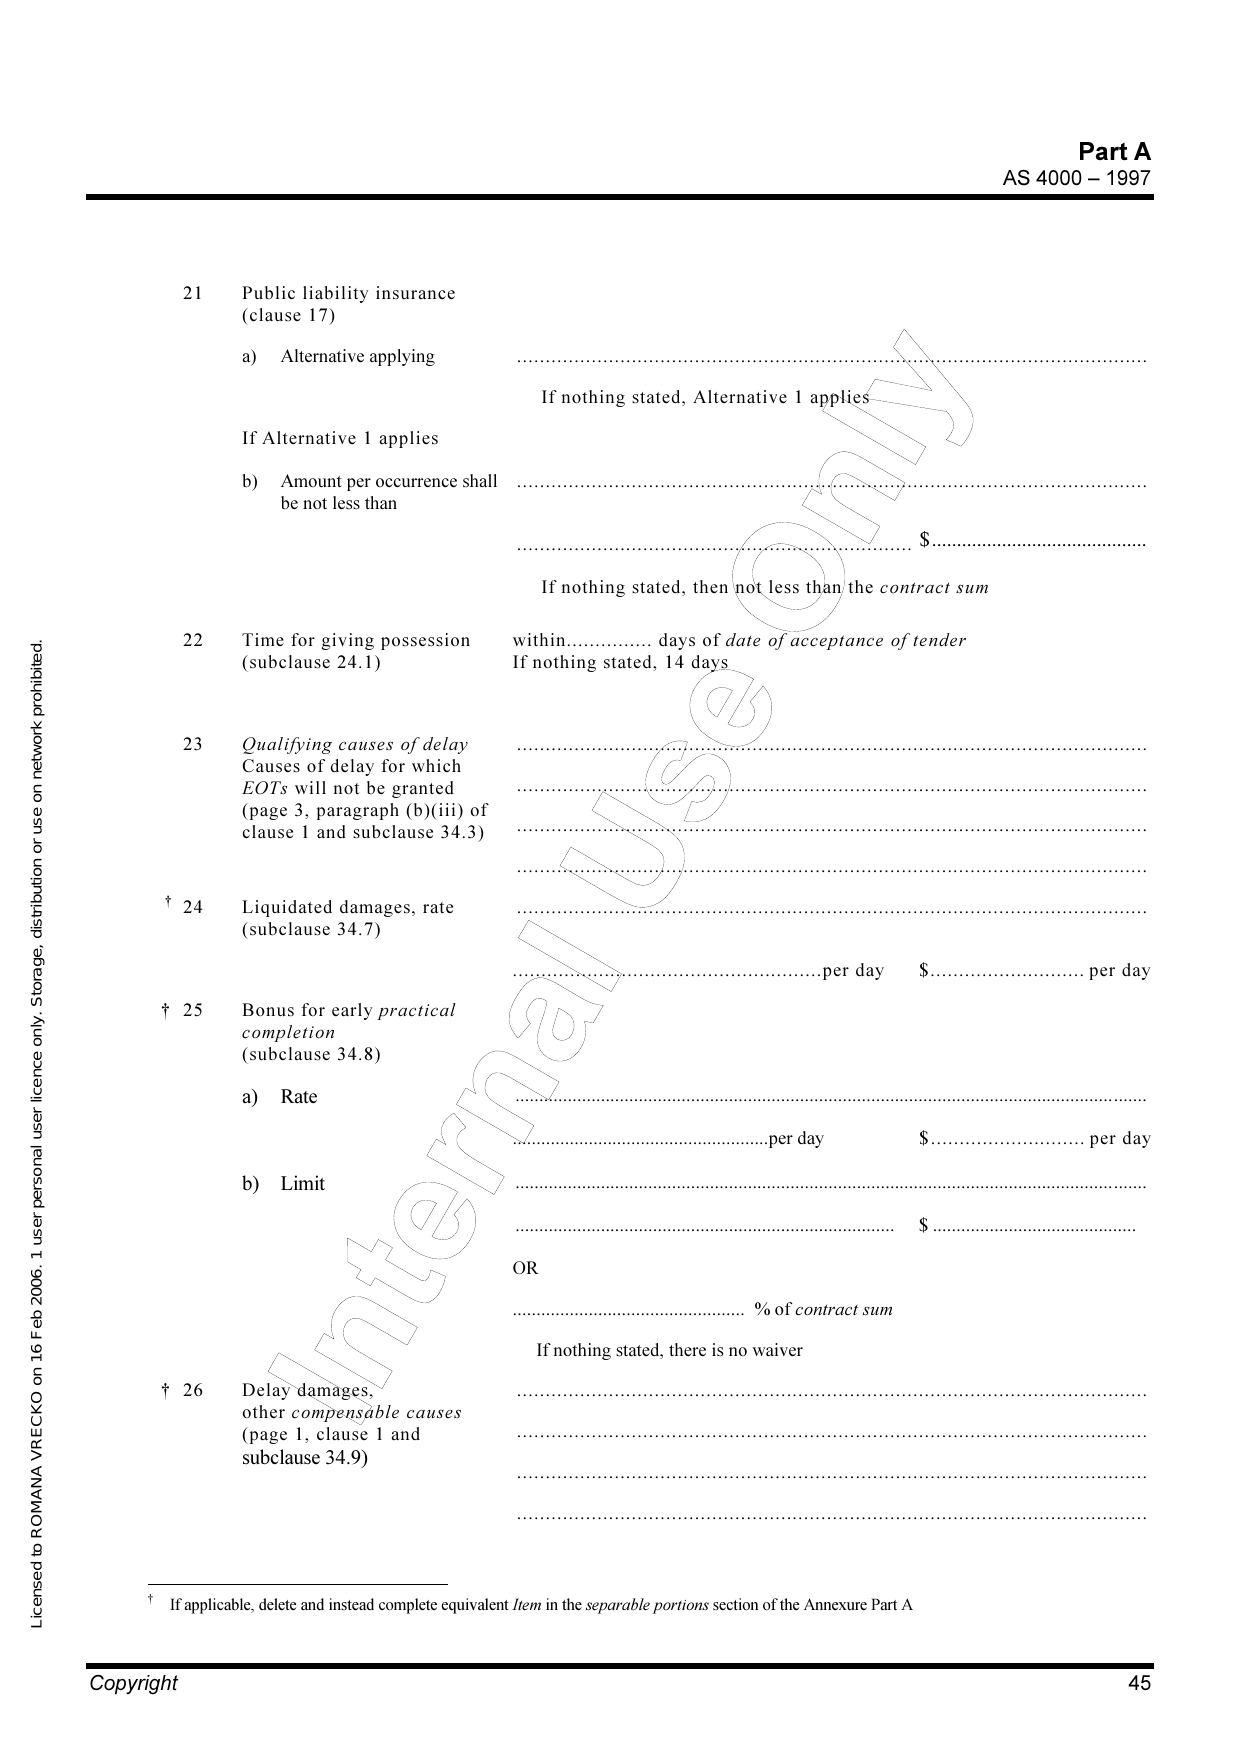 Part A
AS 4000 – 1997
21 Public liability insurance
(clause 17)
a) Alternative applying ..............................................................................................................
If nothing stated, Alternative 1 applies
If Alternative 1 applies
b) Amount per occurrence shall ..............................................................................................................
be not less than
..................................................................... $...........................................
If nothing stated, then not less than the contract sum
22 Time for giving possession within............... days of date of acceptance of tender
(subclause 24.1) If nothing stated, 14 days
23 Qualifying causes of delay ..............................................................................................................
Causes of delay for which
EOTs will not be granted ..............................................................................................................
(page 3, paragraph (b)(iii) of
clause 1 and subclause 34.3) ..............................................................................................................
..............................................................................................................
† 24 Liquidated damages, rate ..............................................................................................................
(subclause 34.7)
......................................................per day $........................... per day
† 25 Bonus for early practical
completion
(subclause 34.8)
a) Rate ..............................................................................................................
......................................................per day $........................... per day
b) Limit ..............................................................................................................
................................................................................ $ ...........................................
OR
................................................. % of contract sum
If nothing stated, there is no waiver
† 26 Delay damages, ..............................................................................................................
other compensable causes
(page 1, clause 1 and ..............................................................................................................
subclause 34.9)
..............................................................................................................
..............................................................................................................
† If applicable, delete and instead complete equivalent Item in the separable portions section of the Annexure Part A
Copyright 45
Licensed to ROMANA VRECKO on 16 Feb 2006. 1 user personal user licence only. Storage, distribution or use on network prohibited.
Internal Use Only